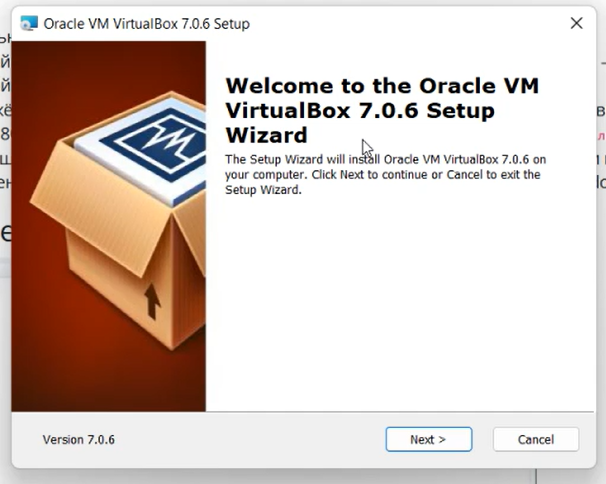 Oracle VM VirtualBox 7.0.6 Setup
Welcome to the Oracle VM
VirtualBox 7.0.6 Setup
Wizard
The Setup Wizard will install Oracle VM VirtualBox 7.0.6 on
your computer. Click Next to continue or Cancel to exit the
Setup Wizard.
Version 7.0.6
Next >
Cancel